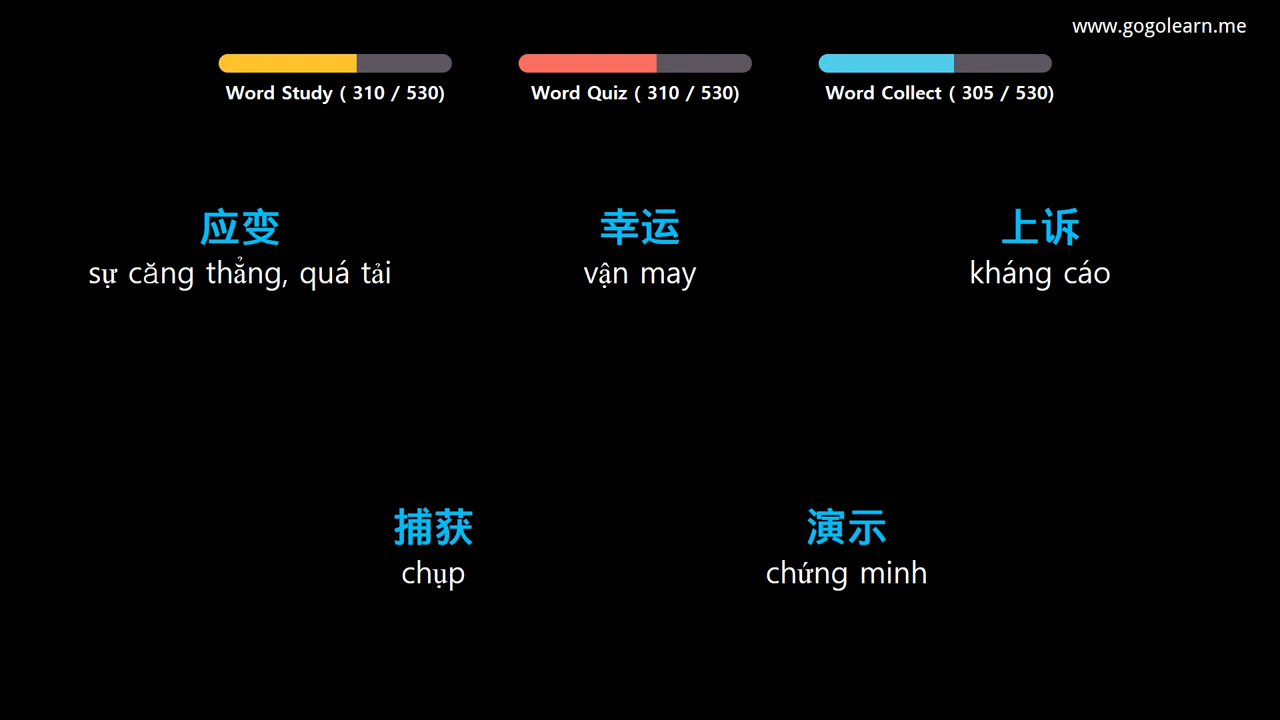 www.gogolearn.me
Word Study ( 310 / 530)
Word Quiz ( 310 / 530)
Word Collect ( 305 / 530)
应变
sự căng thẳng, quá tải
幸运
vận may
上诉
kháng cáo
捕获
chụp
演示
chứng minh